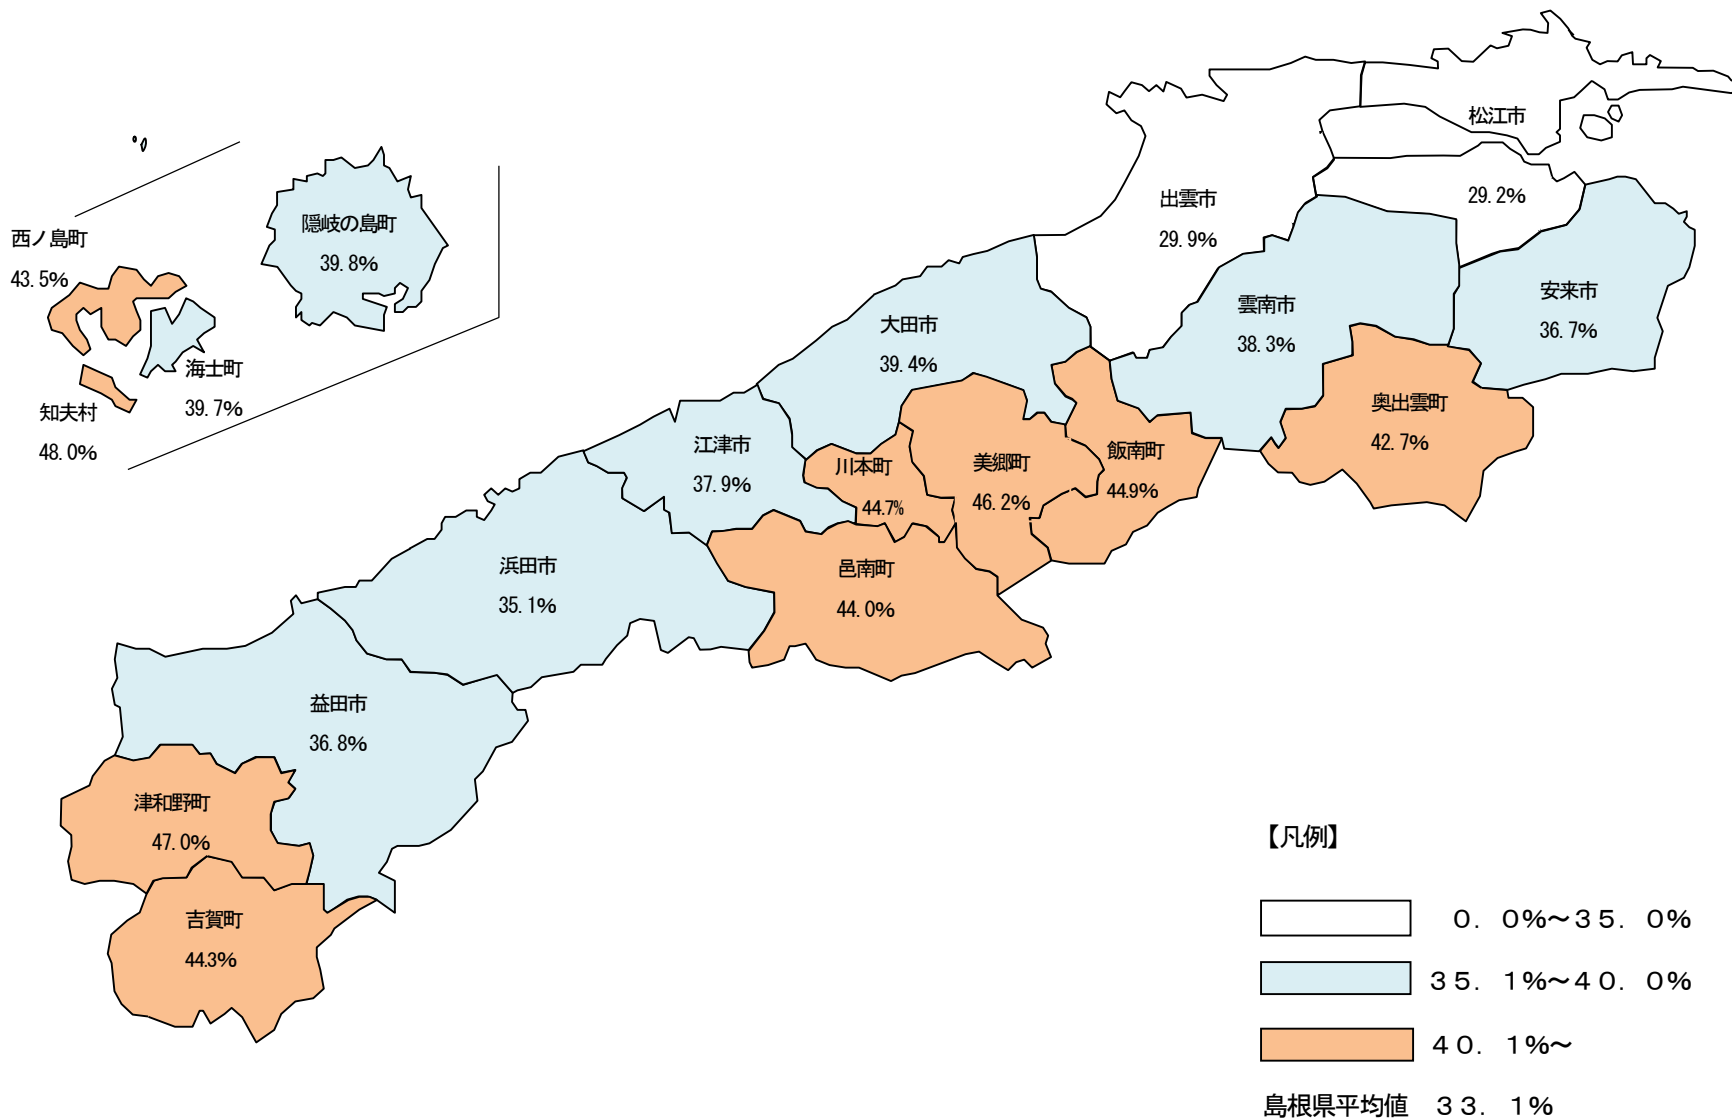 松江市
29.2%
出雲市
29.9%
隠岐の島町
39.8%
西ノ島町
43.5%
海士町
39.7%
知夫村
48.0%
安来市
36.7%
雲南市
38.3%
大田市
39.4%
奥出雲町
42.7%
飯南町
44.9%
美郷町
46.2%
川本町
44.7%
江津市
37.9%
邑南町
44.0%
浜田市
35.1%
益田市
36.8%
津和野町
47.0%
吉賀町
44.3%
【凡例】
0.0%～35.0%
35.1%～40.0%
40.1%～
島根県平均値 33.1%